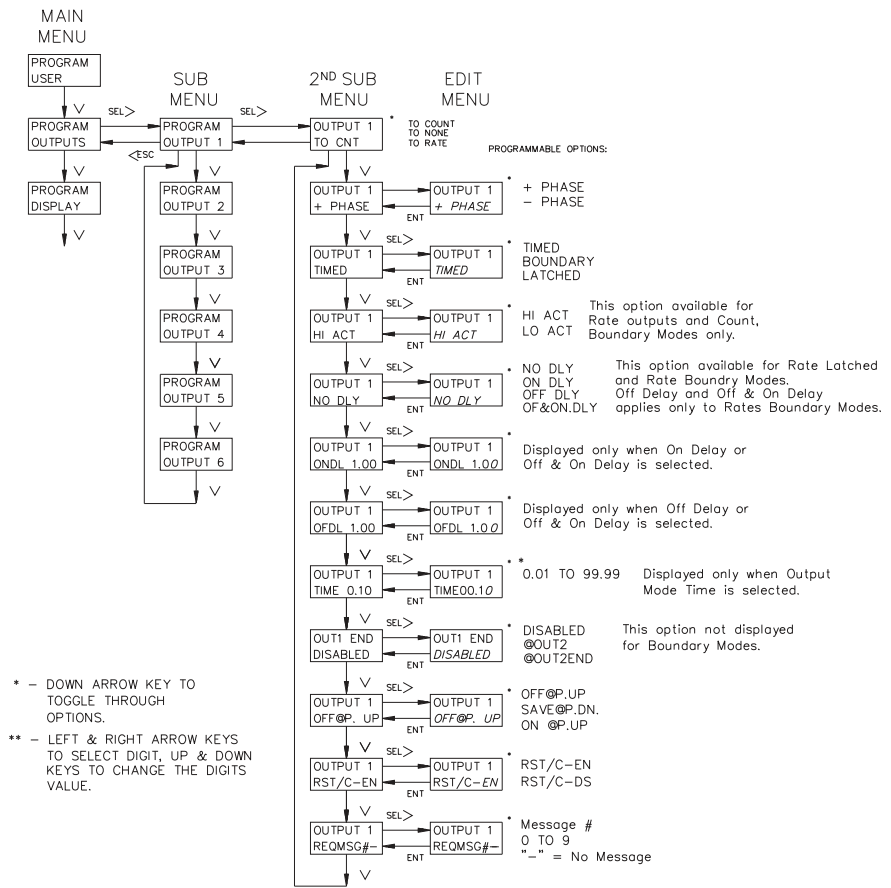 MAIN
MENU
PROGRAM
USER
SUB
MENU
2ND SUB
MENU
EDIT
MENU
V
SEL>
SEL>
PROGRAM
OUTPUTS
PROGRAM
OUTPUT 1
OUTPUT 1
TO CNT
*
TO COUNT
TO NONE
TO RATE
PROGRAMMABLE OPTIONS:
<ESC
V
V
V
PROGRAM
DISPLAY
V
PROGRAM
OUTPUT 2
V
PROGRAM
OUTPUT 3
V
PROGRAM
OUTPUT 4
V
PROGRAM
OUTPUT 5
V
PROGRAM
OUTPUT 6
V
OUTPUT 1
+ PHASE
OUTPUT 1
+ PHASE
ENT
*
+ PHASE
- PHASE
V
SEL>
OUTPUT 1
TIMED
OUTPUT 1
TIMED
ENT
*
TIMED
BOUNDARY
LATCHED
V
SEL>
OUTPUT 1
HI ACT
OUTPUT 1
HI ACT
ENT
*
HI ACT
LO ACT
This option available for
Rate outputs and Count,
Boundary Modes only.
V
SEL>
OUTPUT 1
NO DLY
OUTPUT 1
NO DLY
ENT
*
NO DLY
ON DLY
OFF DLY
OF&ON.DLY
This option available for Rate Latched
and Rate Boundry Modes.
Off Delay and Off & On Delay
applies only to Rates Boundary Modes.
V
SEL>
OUTPUT 1
ONDL 1.00
OUTPUT 1
ONDL 1.00
ENT
*
Displayed only when On Delay or
Off & On Delay is selected.
V
SEL>
OUTPUT 1
OFDL 1.00
OUTPUT 1
OFDL 1.00
ENT
*
Displayed only when Off Delay or
Off & On Delay is selected.
V
SEL>
OUTPUT 1
TIME 0.10
OUTPUT 1
TIME00.10
ENT
* *
0.01 TO 99.99
Displayed only when Output
Mode Time is selected.
V
SEL>
OUT1 END
DISABLED
OUT1 END
DISABLED
ENT
*
DISABLED
@OUT2
@OUT2END
This option not displayed
for Boundary Modes.
V
SEL>
OUTPUT 1
OFF@P. UP
OUTPUT 1
OFF@P. UP
ENT
*
OFF@P.UP
SAVE@P.DN.
ON @P.UP
V
SEL>
OUTPUT 1
RST/C-EN
OUTPUT 1
RST/C-EN
ENT
*
RST/C-EN
RST/C-DS
V
SEL>
OUTPUT 1
REQMSG#-
OUTPUT 1
REQMSG#-
ENT
*
Message #
0 TO 9
"-" = No Message
V
* - DOWN ARROW KEY TO
TOGGLE THROUGH
OPTIONS.
** - LEFT & RIGHT ARROW KEYS
TO SELECT DIGIT, UP & DOWN
KEYS TO CHANGE THE DIGITS
VALUE.